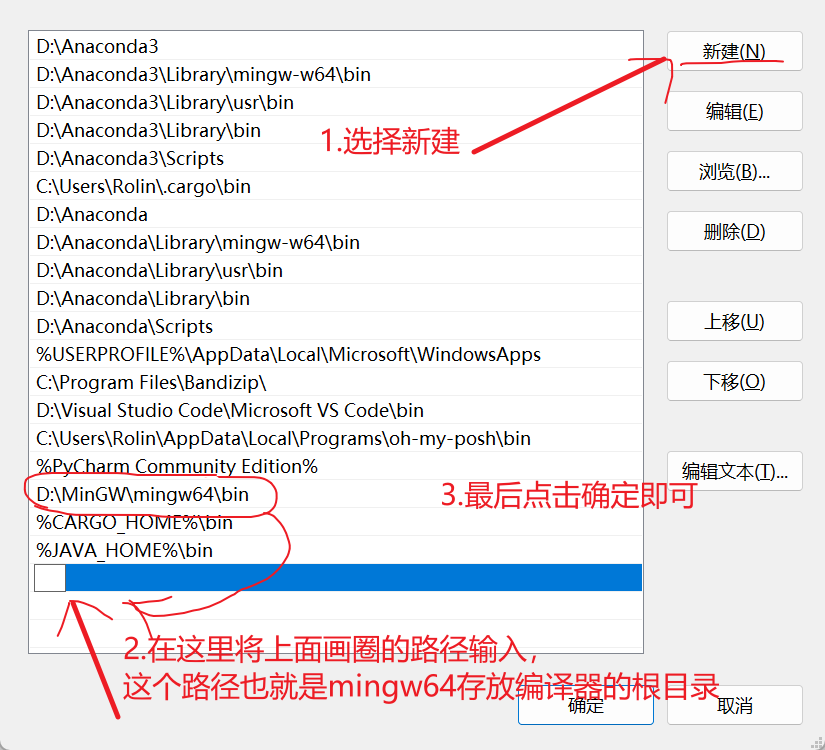 D:\Anaconda3
新建(N)
D:\Anaconda3\Library\mingw-w64\bin
D:\Anaconda3\Library\usr\bin
编辑(E)
D:\Anaconda3\Library\bin
1.选择新建
D:\Anaconda3\Scripts
浏览(B)...
C:\Users\Rolin\.cargo\bin
D:\Anaconda
删除(D)
D:\Anaconda\Library\mingw-w64\bin
D:\Anaconda\Library\usr\bin
D:\Anaconda\Library\bin
上移(U)
D:\Anaconda\Scripts
%USERPROFILE%\AppData\Local\Microsoft\WindowsApps
下移(O)
C:\Program Files\Bandizip\
D:\Visual Studio Code\Microsoft VS Code\bin
C:\Users\Rolin\AppData\Local\Programs\oh-my-posh\bin
%PyCharm Community Edition%
编辑文本(T)...
D:\MinGW\mingw64\bin
3.最后点击确定即可
%CARGO_HOME%\bin
%JAVA_HOME%\bin
2.在这里将上面画圈的路径输入，
这个路径也就是mingw64存放编译器的根目录
确定
取消